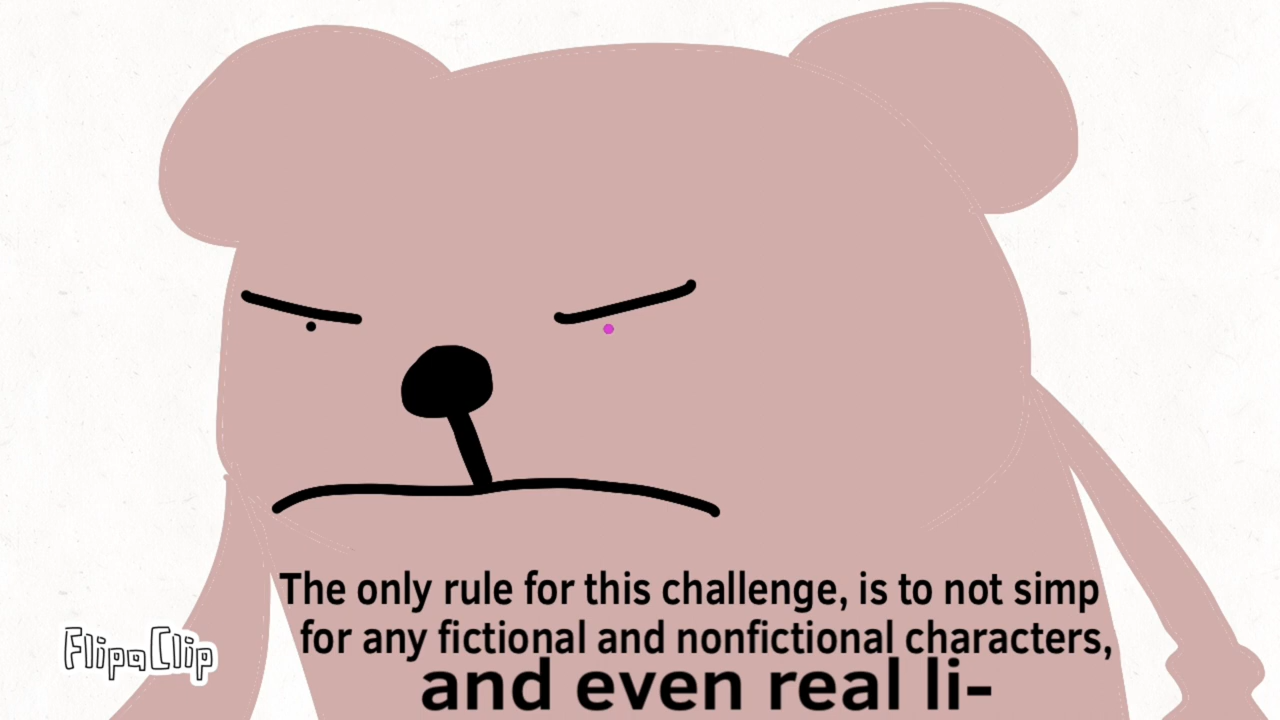 The only rule for this challenge, is to not simp
for any fictional and nonfictional characters,
and even real li-
FlipaClip